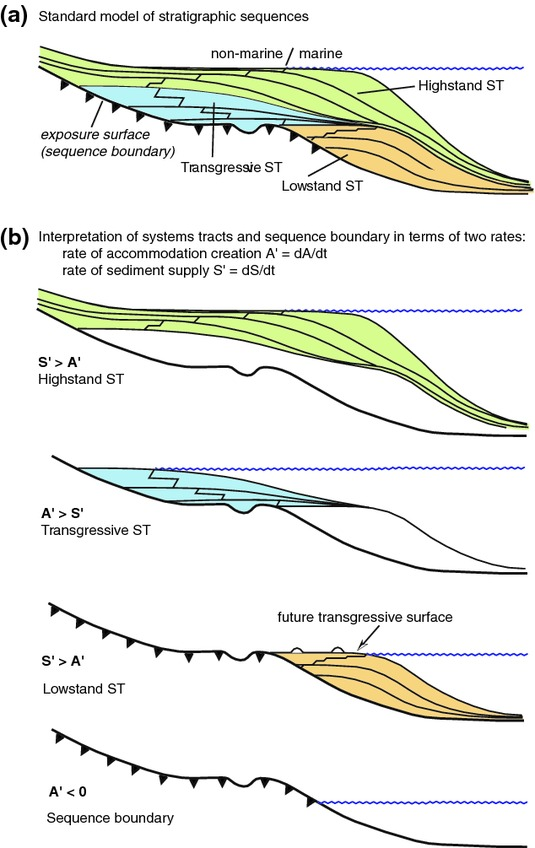 (a) Standard model of stratigraphic sequences
non-marine / marine
Highstand ST
exposure surface
(sequence boundary)
Transgressive ST
Lowstand ST
(b) Interpretation of systems tracts and sequence boundary in terms of two rates:
rate of accommodation creation A' = dA/dt
rate of sediment supply S' = dS/dt
S' > A'
Highstand ST
A' > S'
Transgressive ST
future transgressive surface
S' > A'
Lowstand ST
A' < 0
Sequence boundary